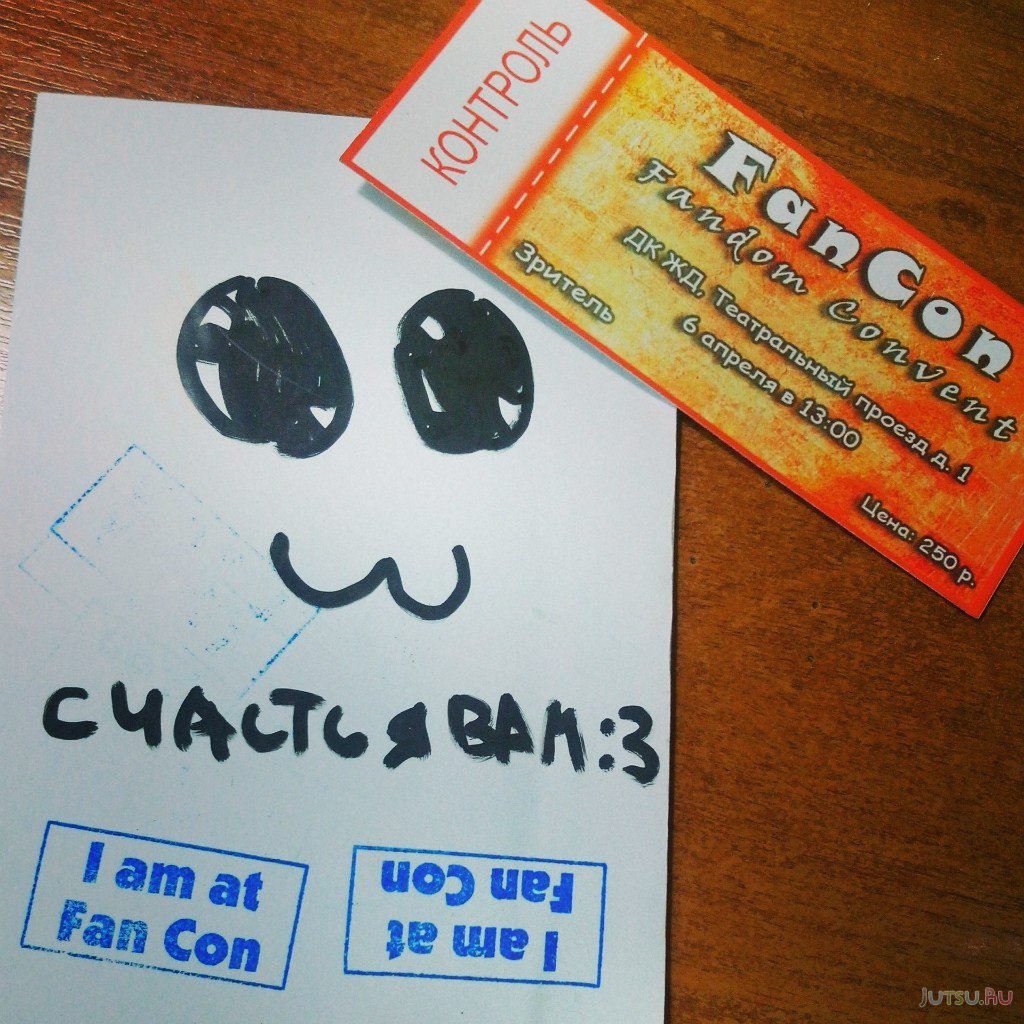 КОНТРОЛЬ
FanCon
Fandom Convent
ДК ЖД, Театральный проезд д. 1
6 апреля в 13:00
Зритель
Цена: 250 р.
СЧАСТЬЯ ВАМ :3
I am at
Fan Con
I am at
Fan Con
JUTSU.RU